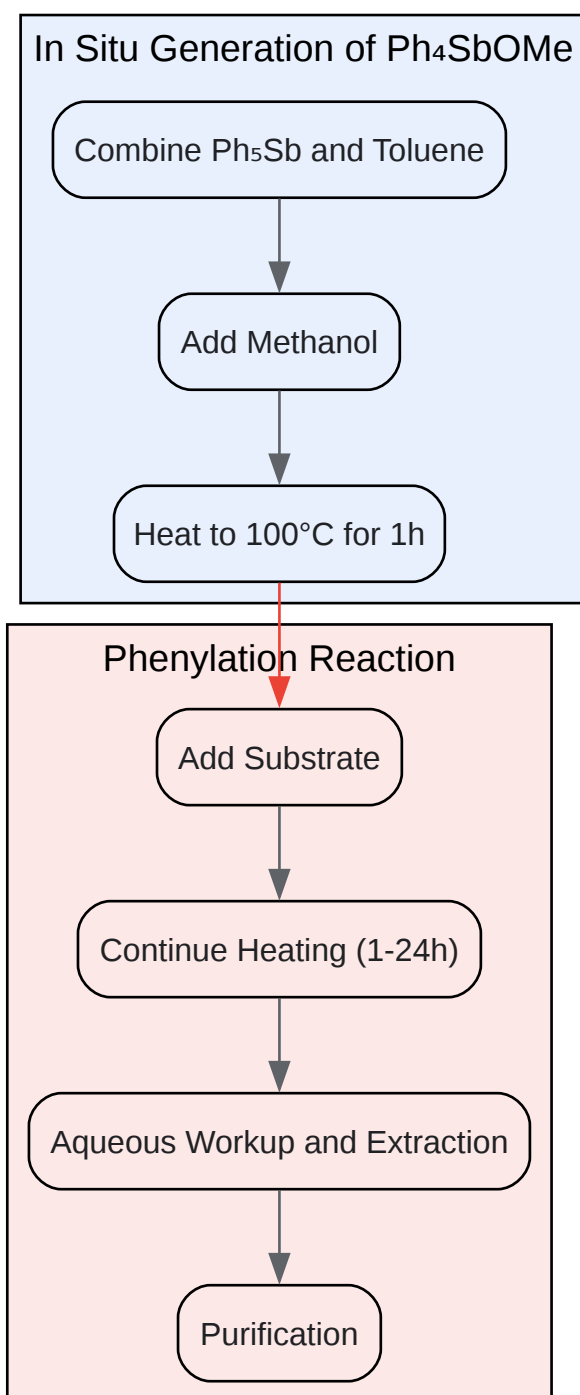 In Situ Generation of Ph₄SbOMe
Combine Ph₅Sb and Toluene
Add Methanol
Heat to 100°C for 1h
Phenylation Reaction
Add Substrate
Continue Heating (1-24h)
Aqueous Workup and Extraction
Purification